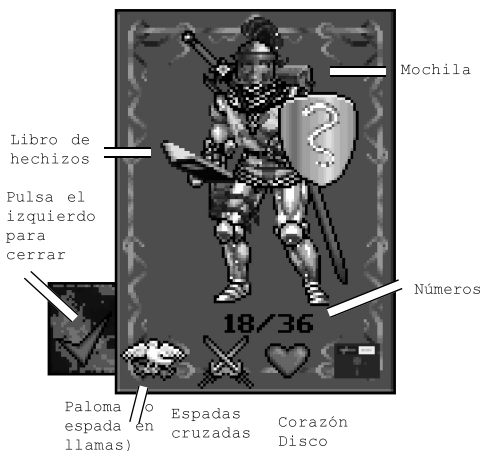 Mochila
Libro de
hechizos
Pulsa el
izquierdo
para
cerrar
Números
18/36
Paloma (o
espada en
llamas)
Espadas
cruzadas
Corazón
Disco